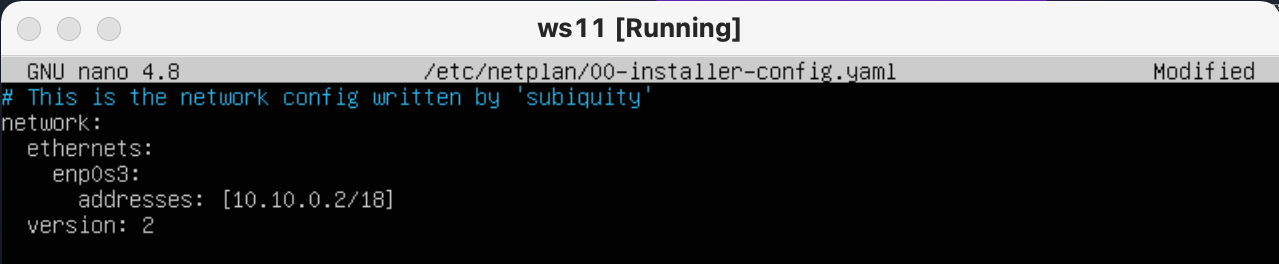 ws11 [Running]
GNU nano 4.8 /etc/netplan/00-installer-config.yaml Modified
# This is the network config written by 'subiquity'
network:
  ethernets:
    enp0s3:
      addresses: [10.10.0.2/18]
  version: 2